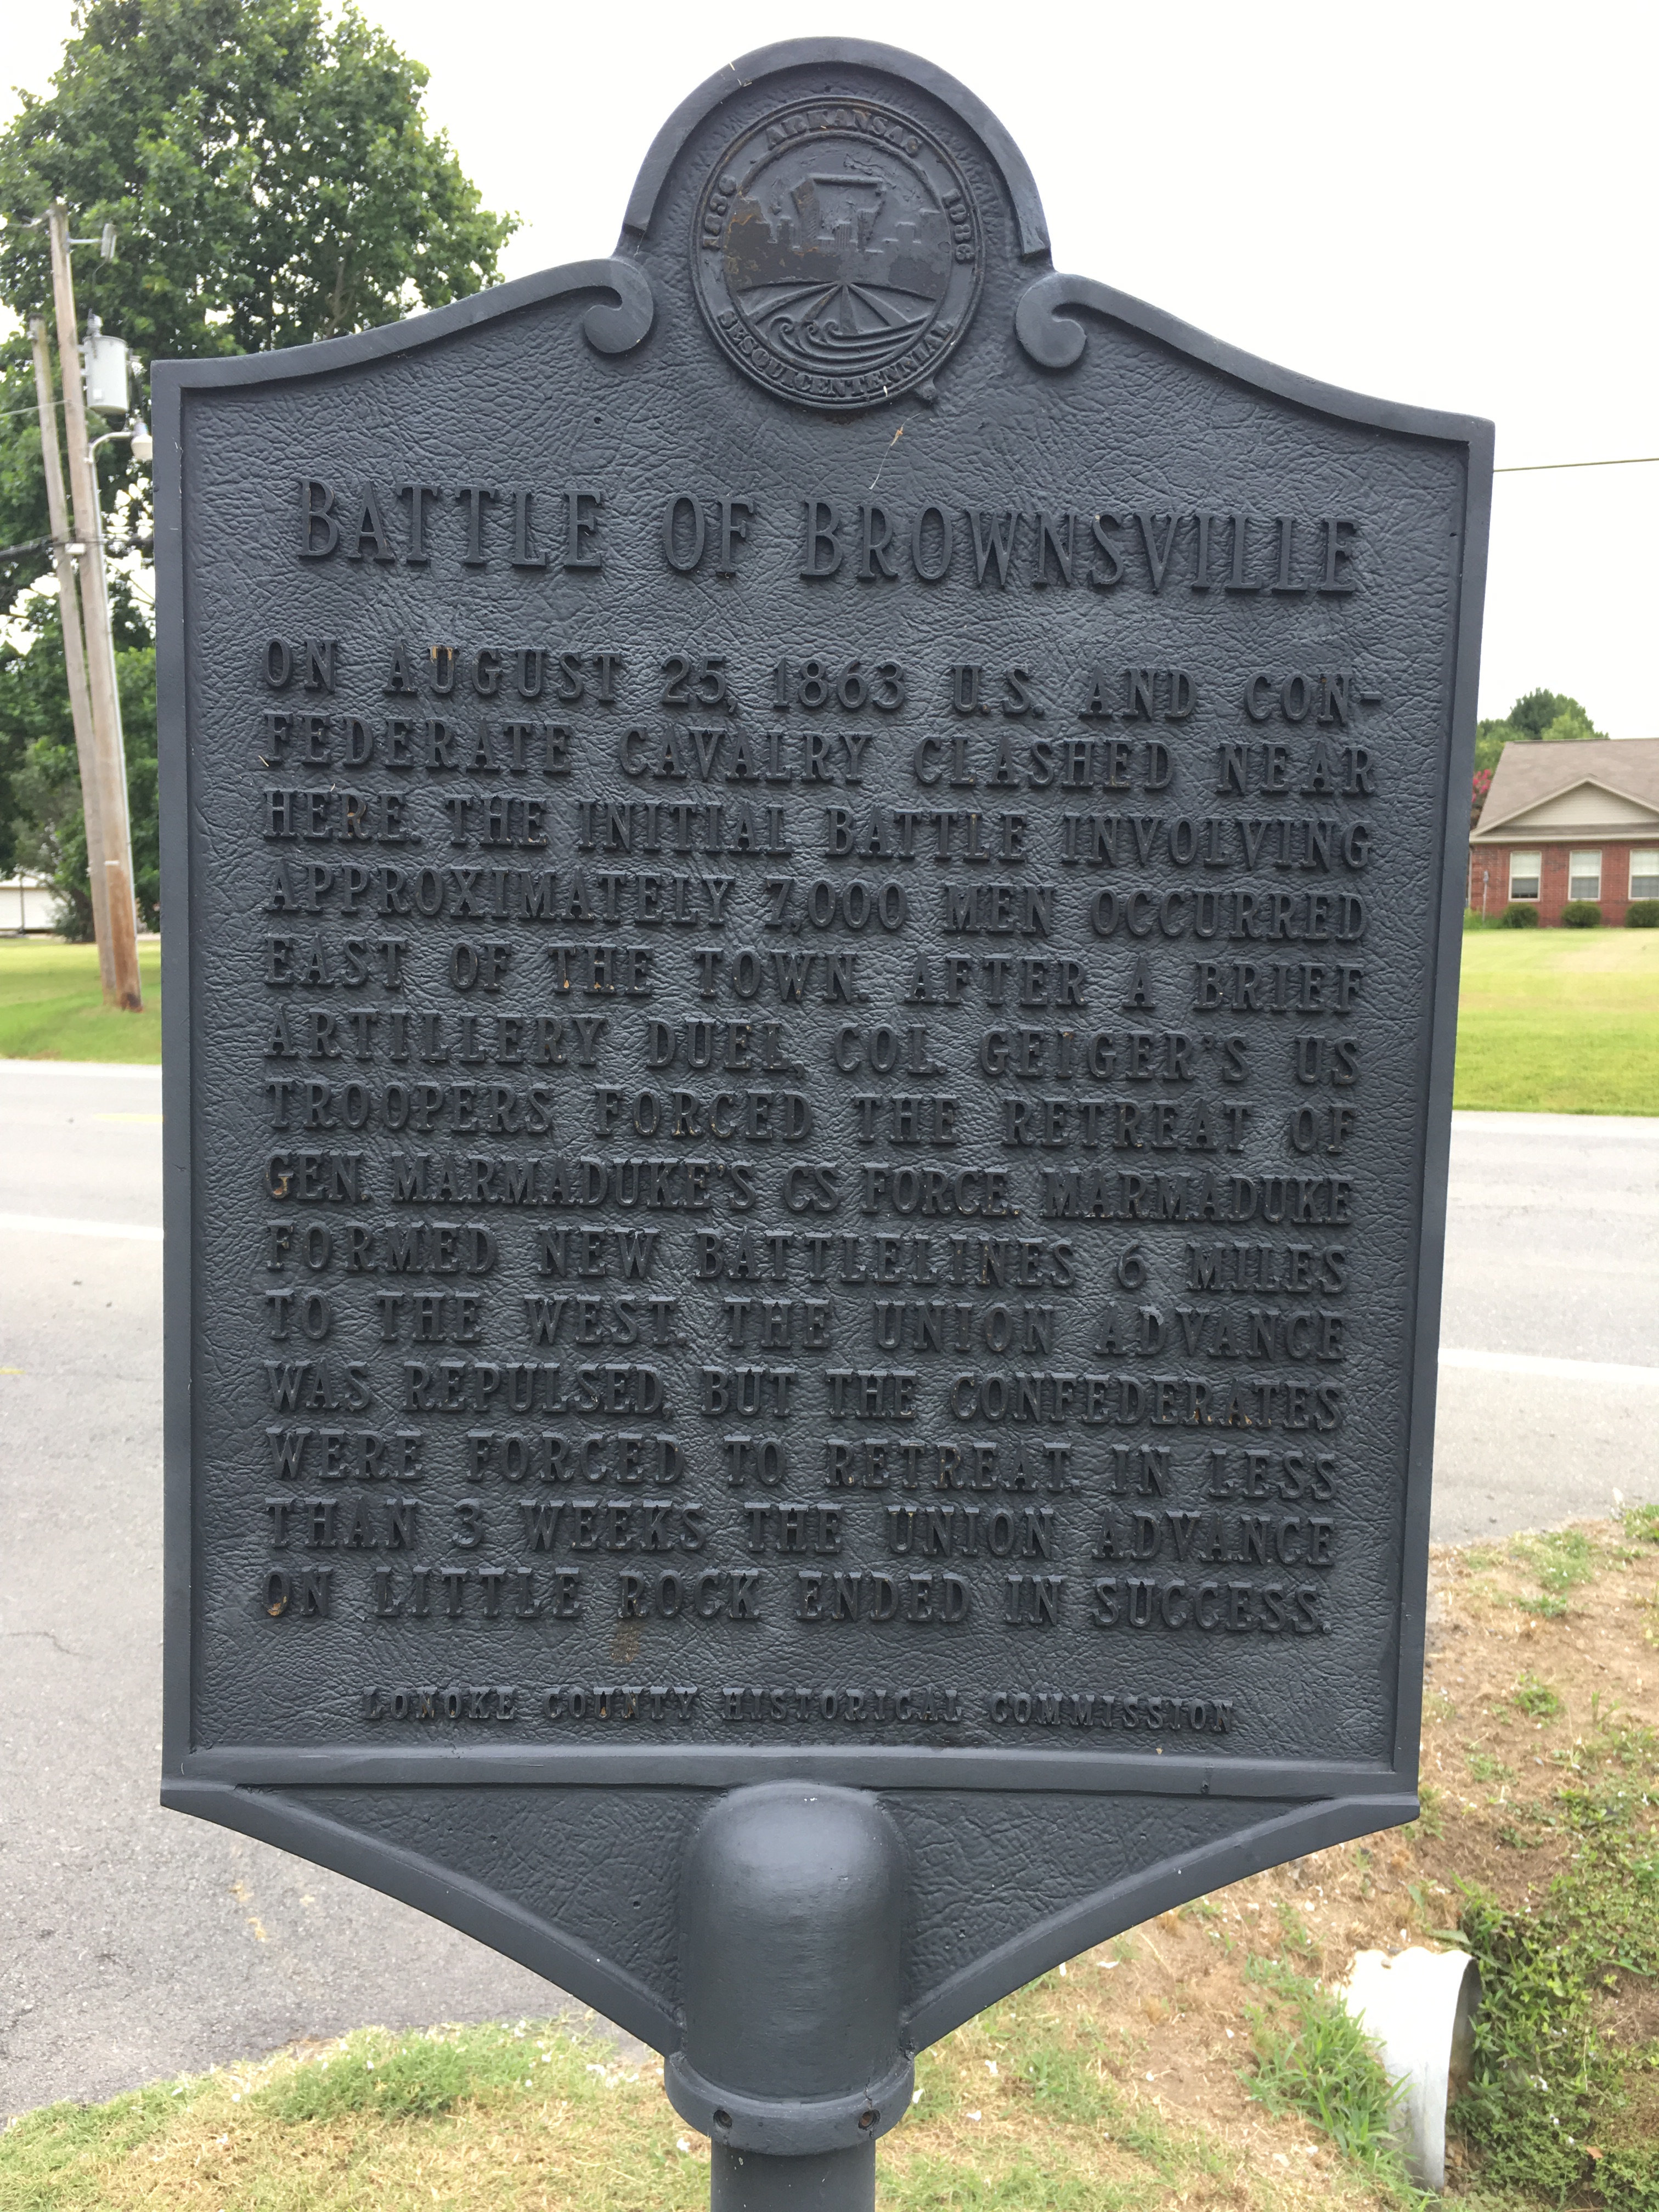 ARKANSAS
1836 1986
SESQUICENTENNIAL
BATTLE OF BROWNSVILLE
ON AUGUST 25, 1863 U.S. AND CON-
FEDERATE CAVALRY CLASHED NEAR
HERE. THE INITIAL BATTLE INVOLVING
APPROXIMATELY 7,000 MEN OCCURRED
EAST OF THE TOWN. AFTER A BRIEF
ARTILLERY DUEL, COL. GEIGER'S US
TROOPERS FORCED THE RETREAT OF
GEN. MARMADUKE'S CS FORCE. MARMADUKE
FORMED NEW BATTLELINES 6 MILES
TO THE WEST. THE UNION ADVANCE
WAS REPULSED, BUT THE CONFEDERATES
WERE FORCED TO RETREAT. IN LESS
THAN 3 WEEKS THE UNION ADVANCE
ON LITTLE ROCK ENDED IN SUCCESS.
LONOKE COUNTY HISTORICAL COMMISSION